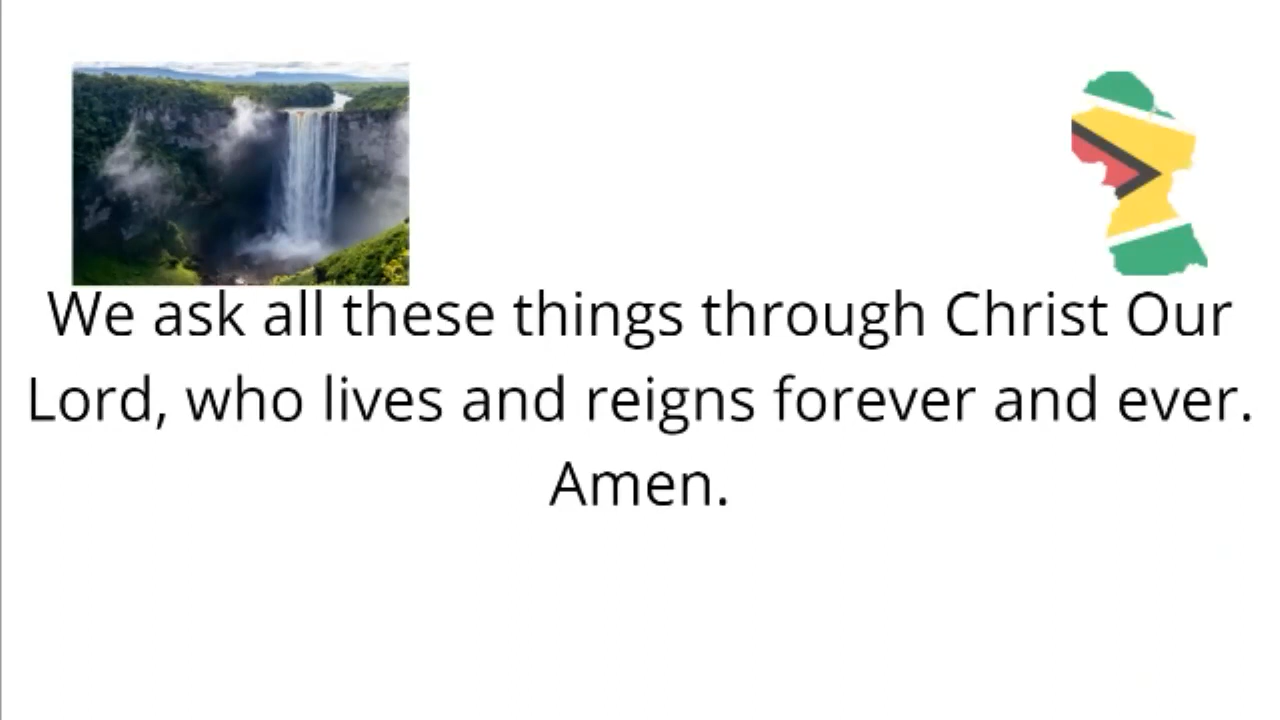 We ask all these things through Christ Our
Lord, who lives and reigns forever and ever.
Amen.